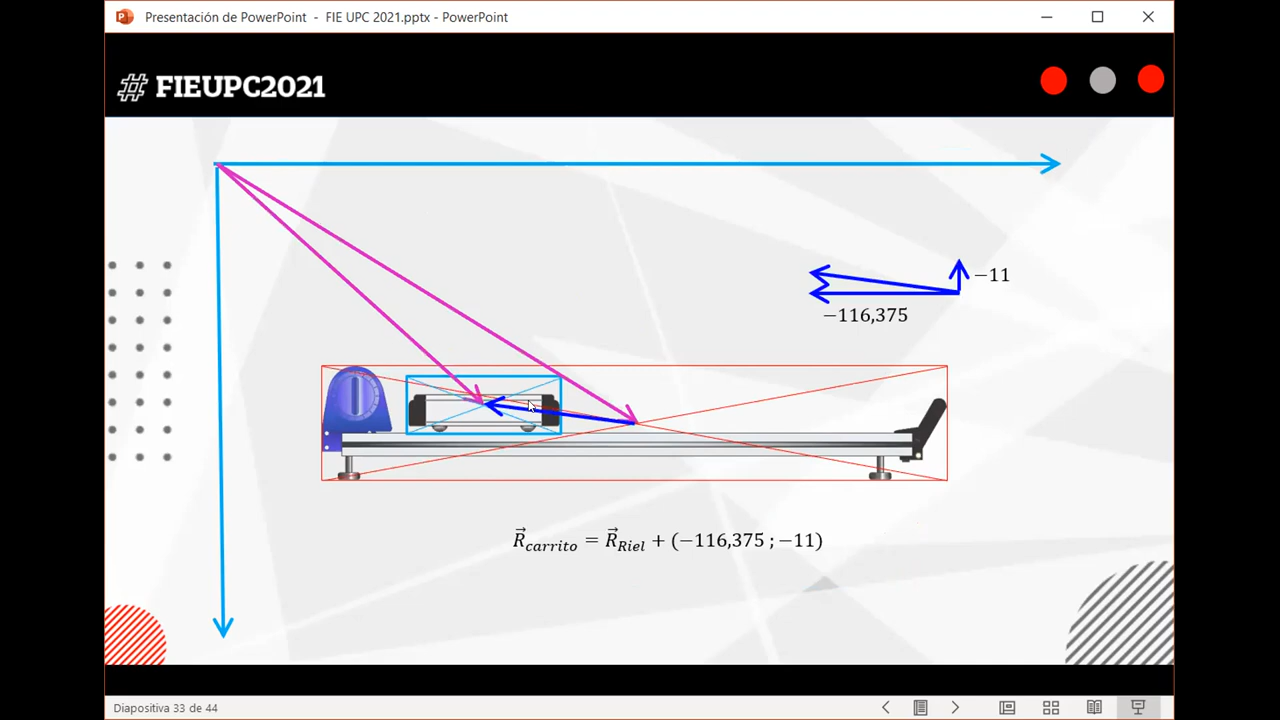 Presentación de PowerPoint - FIE UPC 2021.pptx - PowerPoint
# FIEUPC2021
−11
−116,375
R⃗carrito = R⃗Riel + (−116,375 ; −11)
Diapositiva 33 de 44